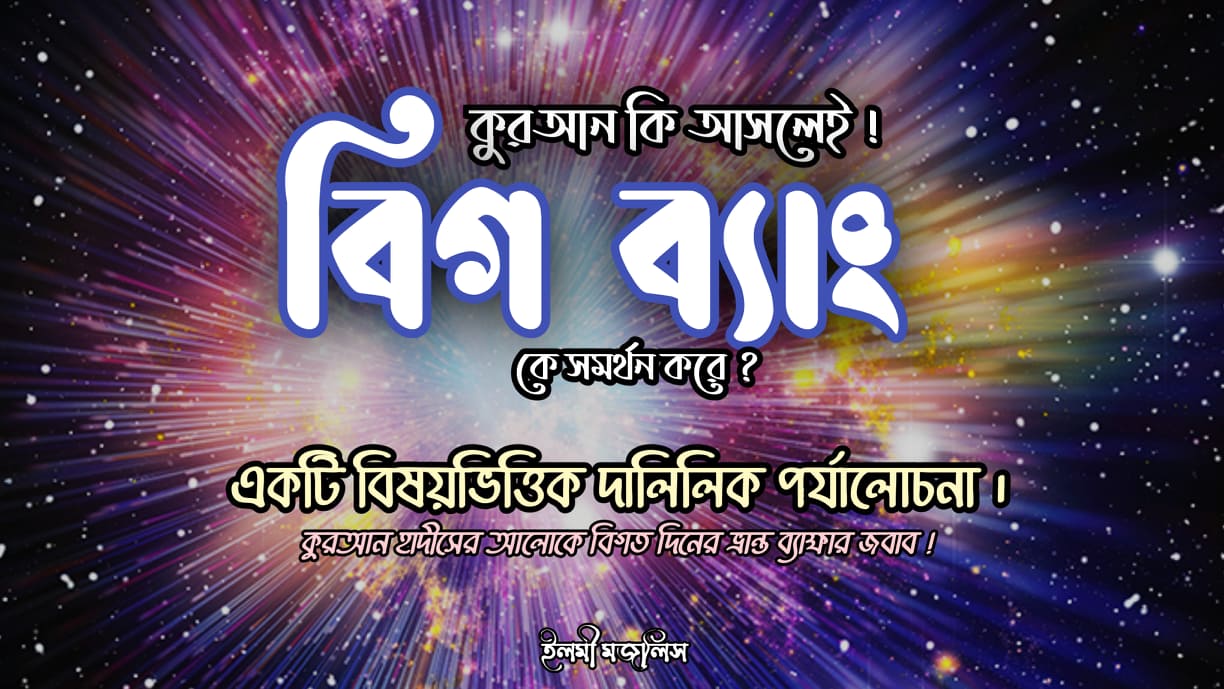 কুরআন কি আসলেই !
বিগ ব্যাং
কে সমর্থন করে ?
একটি বিষয়ভিত্তিক দালিলিক পর্যালোচনা ।
কুরআন হাদীসের আলোকে বিগত দিনের ভ্রান্ত ব্যাক্ষার জবাব !
ইলমী মজলিস